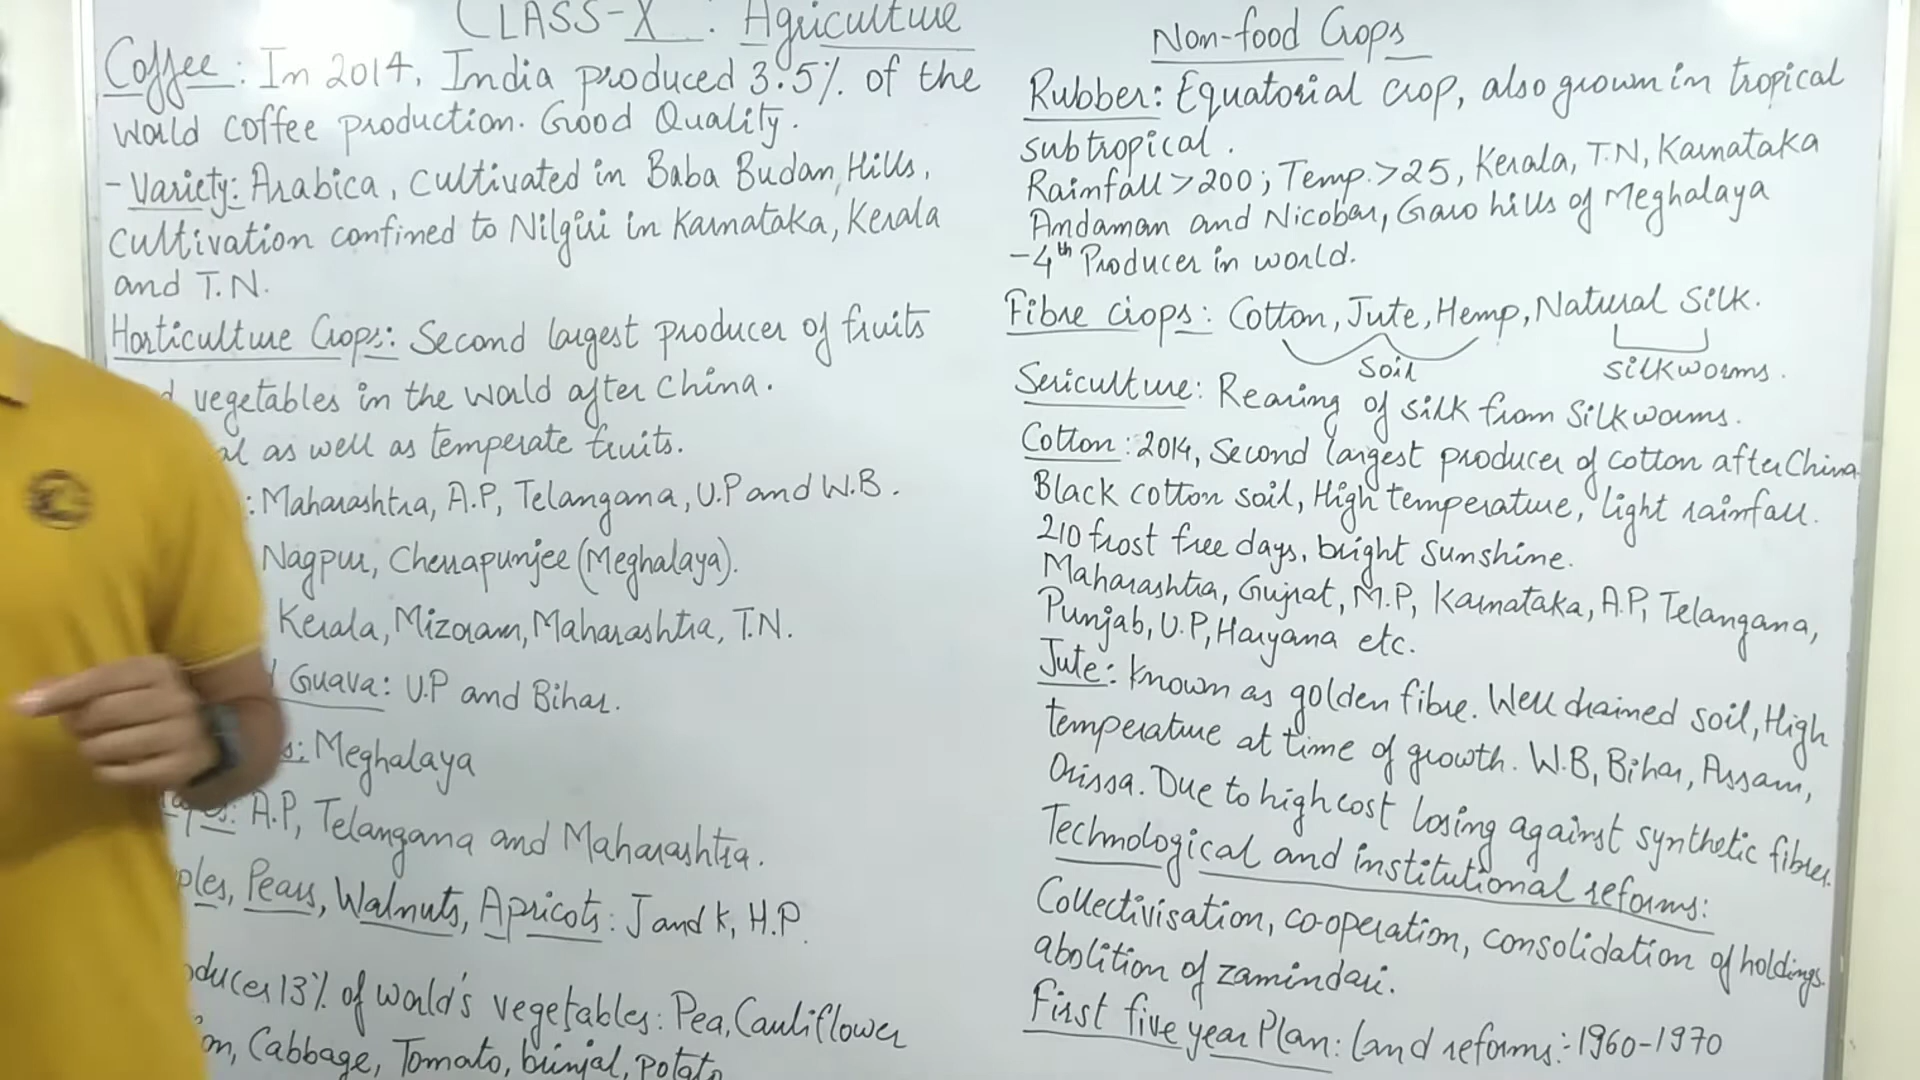 CLASS-X : Agriculture
Coffee: In 2014, India produced 3.5% of the
world coffee production. Good Quality.
- Variety: Arabica, cultivated in Baba Budan Hills,
cultivation confined to Nilgiri in Karnataka, Kerala
and T.N.
Horticulture Crops: Second largest producer of fruits
vegetables in the world after China.
as well as temperate fruits.
: Maharashtra, A.P, Telangana, U.P and W.B.
Nagpur, Cherrapunjee (Meghalaya).
Kerala, Mizoram, Maharashtra, T.N.
Guava: U.P and Bihar.
: Meghalaya
: A.P, Telangana and Maharashtra.
Pears, Walnuts, Apricots: J and K, H.P.
13% of world's vegetables: Pea, Cauliflower
Cabbage, Tomato, brinjal, potato
Non-food Crops
Rubber: Equatorial crop, also grown in tropical
subtropical.
Rainfall > 200; Temp. > 25, Kerala, T.N, Karnataka
Andaman and Nicobar, Garo hills of Meghalaya
- 4th Producer in world.
Fibre crops: Cotton, Jute, Hemp, Natural Silk.
Soil silkworms.
Sericulture: Rearing of silk from Silkworms.
Cotton: 2014, Second largest producer of cotton after China
Black cotton soil, High temperature, light rainfall.
210 frost free days, bright sunshine.
Maharashtra, Gujrat, M.P, Karnataka, A.P, Telangana,
Punjab, U.P, Haryana etc.
Jute: Known as golden fibre. Well drained soil, High
temperature at time of growth. W.B, Bihar, Assam,
Orissa. Due to high cost losing against synthetic fibres.
Technological and institutional reforms:
Collectivisation, co-operation, consolidation of holdings
abolition of zamindari.
First five year Plan: land reforms:- 1960-1970